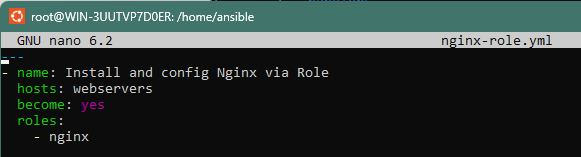 root@WIN-3UUTVP7D0ER: /home/ansible
GNU nano 6.2 nginx-role.yml
---
- name: Install and config Nginx via Role
  hosts: webservers
  become: yes
  roles:
    - nginx